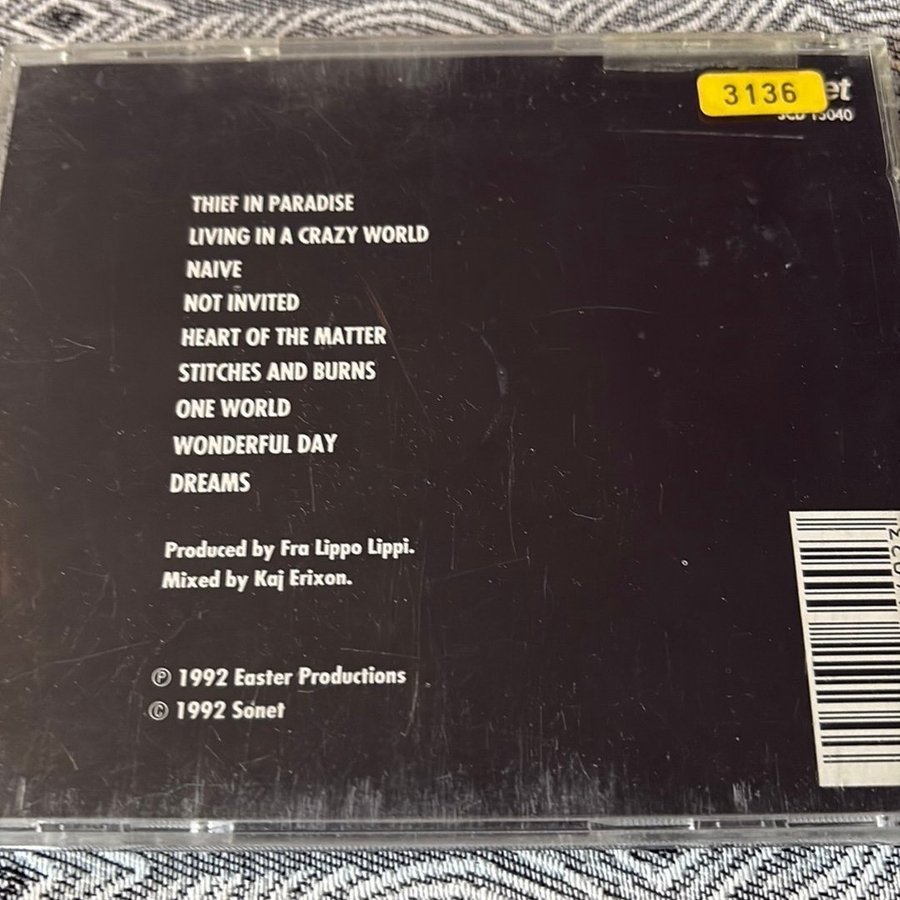 3136
et
THIEF IN PARADISE
LIVING IN A CRAZY WORLD
NAIVE
NOT INVITED
HEART OF THE MATTER
STITCHES AND BURNS
ONE WORLD
WONDERFUL DAY
DREAMS
Produced by Fra Lippo Lippi.
Mixed by Kaj Erixon.
℗ 1992 Easter Productions
© 1992 Sonet